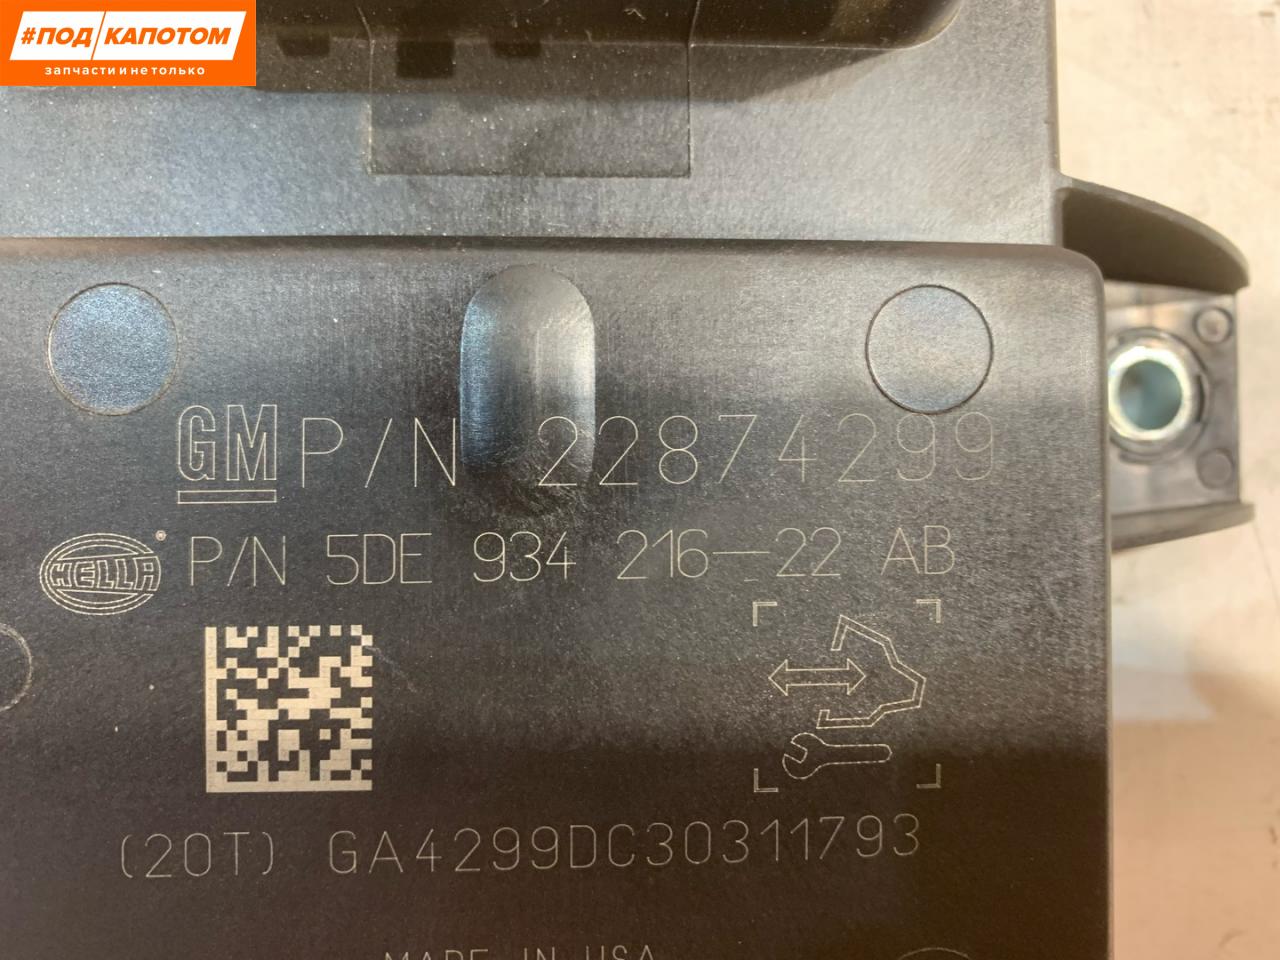 #ПОД/КАПОТОМ
запчасти и не только
GM P/N 22874299
HELLA P/N 5DE 934 216-22 AB
(20T) GA4299DC30311793
MADE IN USA